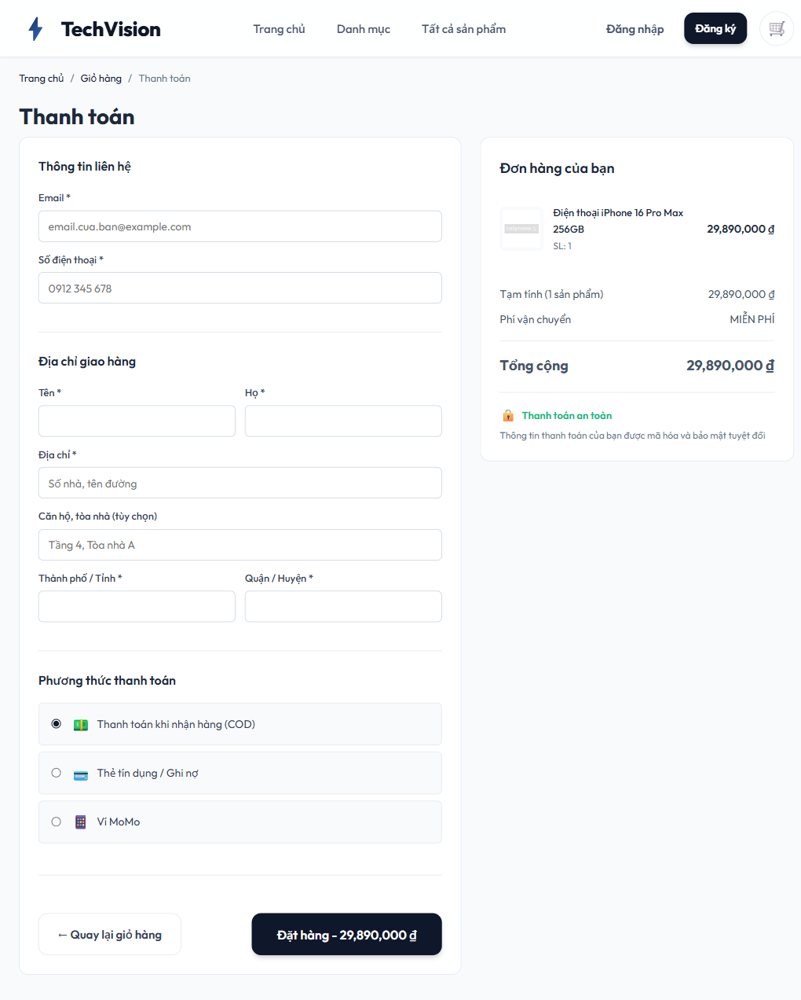 TechVision
Trang chủ
Danh mục
Tất cả sản phẩm
Đăng nhập
Đăng ký
Trang chủ / Giỏ hàng / Thanh toán
Thanh toán
Thông tin liên hệ
Email *
email.cua.ban@example.com
Số điện thoại *
0912 345 678
Địa chỉ giao hàng
Tên *
Họ *
Địa chỉ *
Số nhà, tên đường
Căn hộ, tòa nhà (tùy chọn)
Tầng 4, Tòa nhà A
Thành phố / Tỉnh *
Quận / Huyện *
Phương thức thanh toán
Thanh toán khi nhận hàng (COD)
Thẻ tín dụng / Ghi nợ
Ví MoMo
← Quay lại giỏ hàng
Đặt hàng - 29,890,000 ₫
Đơn hàng của bạn
Điện thoại iPhone 16 Pro Max
256GB
29,890,000 ₫
SL: 1
Tạm tính (1 sản phẩm)
29,890,000 ₫
Phí vận chuyển
MIỄN PHÍ
Tổng cộng
29,890,000 ₫
Thanh toán an toàn
Thông tin thanh toán của bạn được mã hóa và bảo mật tuyệt đối